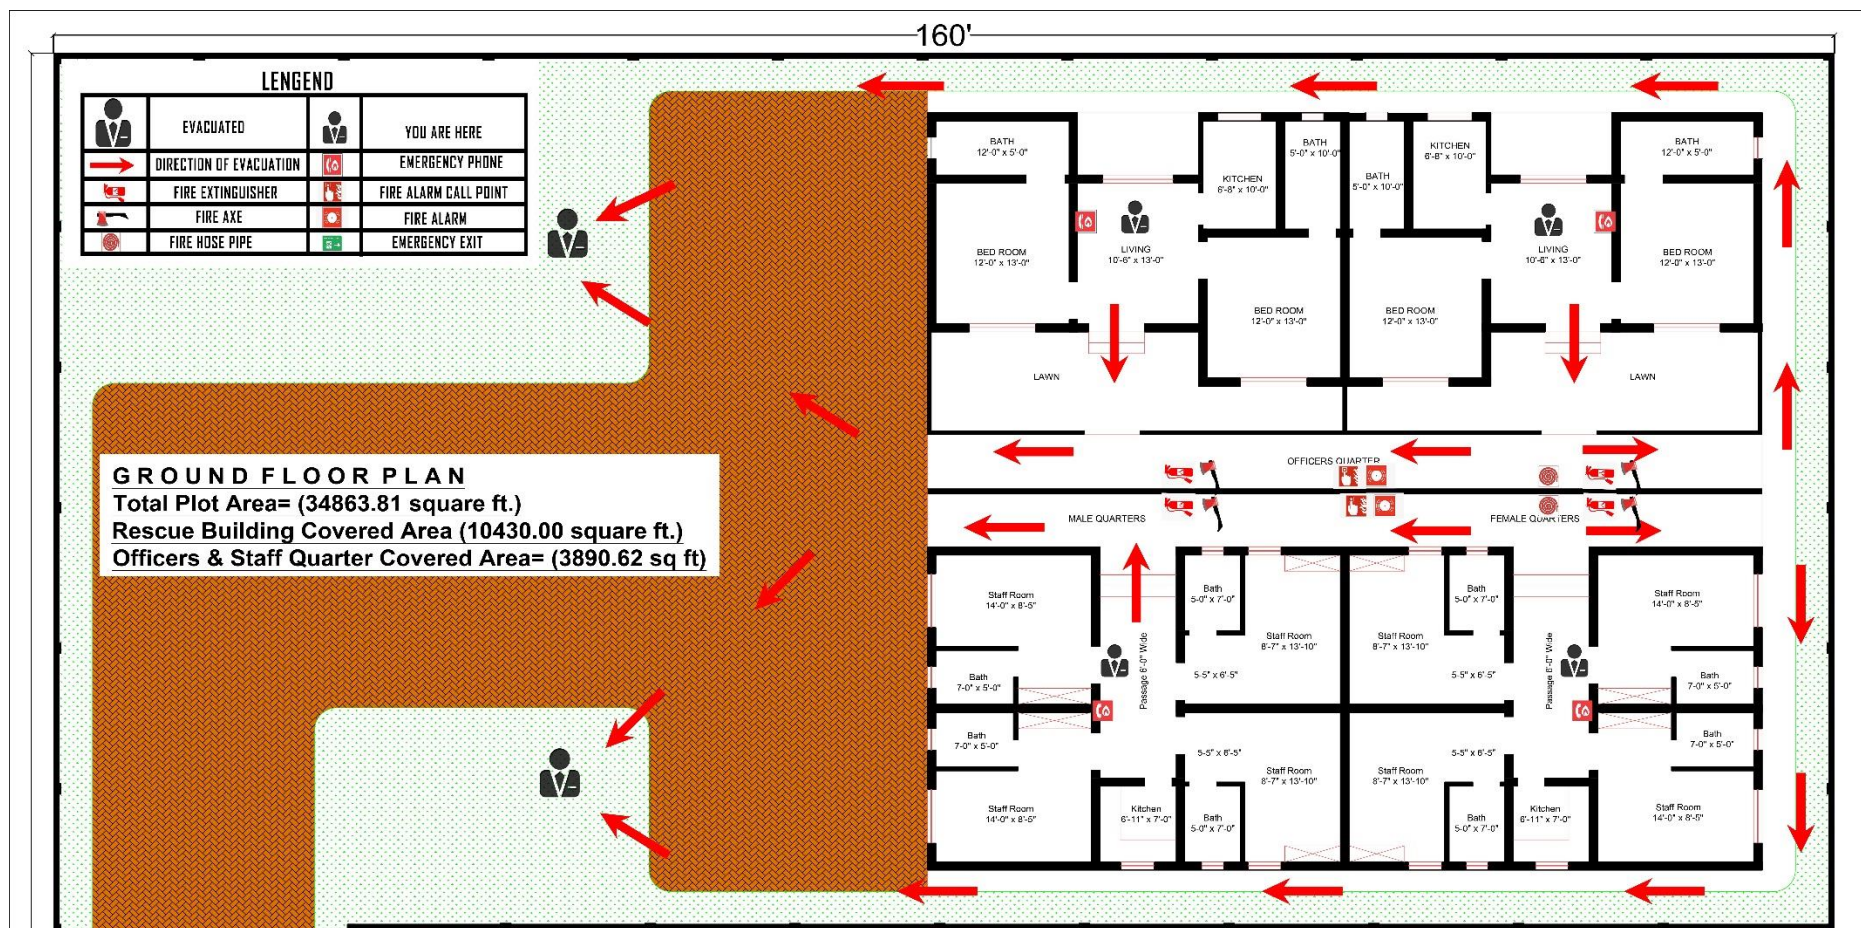 160'
LENGEND
EVACUATED
YOU ARE HERE
DIRECTION OF EVACUATION
EMERGENCY PHONE
FIRE EXTINGUISHER
FIRE ALARM CALL POINT
FIRE AXE
FIRE ALARM
FIRE HOSE PIPE
EMERGENCY EXIT
GROUND FLOOR PLAN
Total Plot Area= (34863.81 square ft.)
Rescue Building Covered Area (10430.00 square ft.)
Officers & Staff Quarter Covered Area= (3890.62 sq ft)
BATH
12'-0" x 5'-0"
KITCHEN
6'-8" x 10'-0"
BATH
5'-0" x 10'-0"
BATH
5'-0" x 10'-0"
KITCHEN
6'-8" x 10'-0"
BATH
12'-0" x 5'-0"
BED ROOM
12'-0" x 13'-0"
LIVING
10'-6" x 13'-0"
BED ROOM
12'-0" x 13'-0"
BED ROOM
12'-0" x 13'-0"
LIVING
10'-6" x 13'-0"
BED ROOM
12'-0" x 13'-0"
LAWN
LAWN
OFFICERS QUARTER
MALE QUARTERS
FEMALE QUARTERS
Staff Room
14'-0" x 8'-5"
Bath
5-0" x 7'-0"
Staff Room
8'-7" x 13'-10"
Staff Room
8'-7" x 13'-10"
Bath
5-0" x 7'-0"
Staff Room
14'-0" x 8'-5"
Passage 6'-0" Wide
5-5" x 6'-5"
5-5" x 6'-5"
Passage 6'-0" Wide
Bath
7-0" x 5'-0"
Bath
7-0" x 5'-0"
Bath
7-0" x 5'-0"
5-5" x 6'-5"
5-5" x 6'-5"
Bath
7-0" x 5'-0"
Staff Room
14'-0" x 8'-5"
Kitchen
6'-11" x 7'-0"
Bath
5-0" x 7'-0"
Staff Room
8'-7" x 13'-10"
Staff Room
8'-7" x 13'-10"
Bath
5-0" x 7'-0"
Kitchen
6'-11" x 7'-0"
Staff Room
14'-0" x 8'-5"